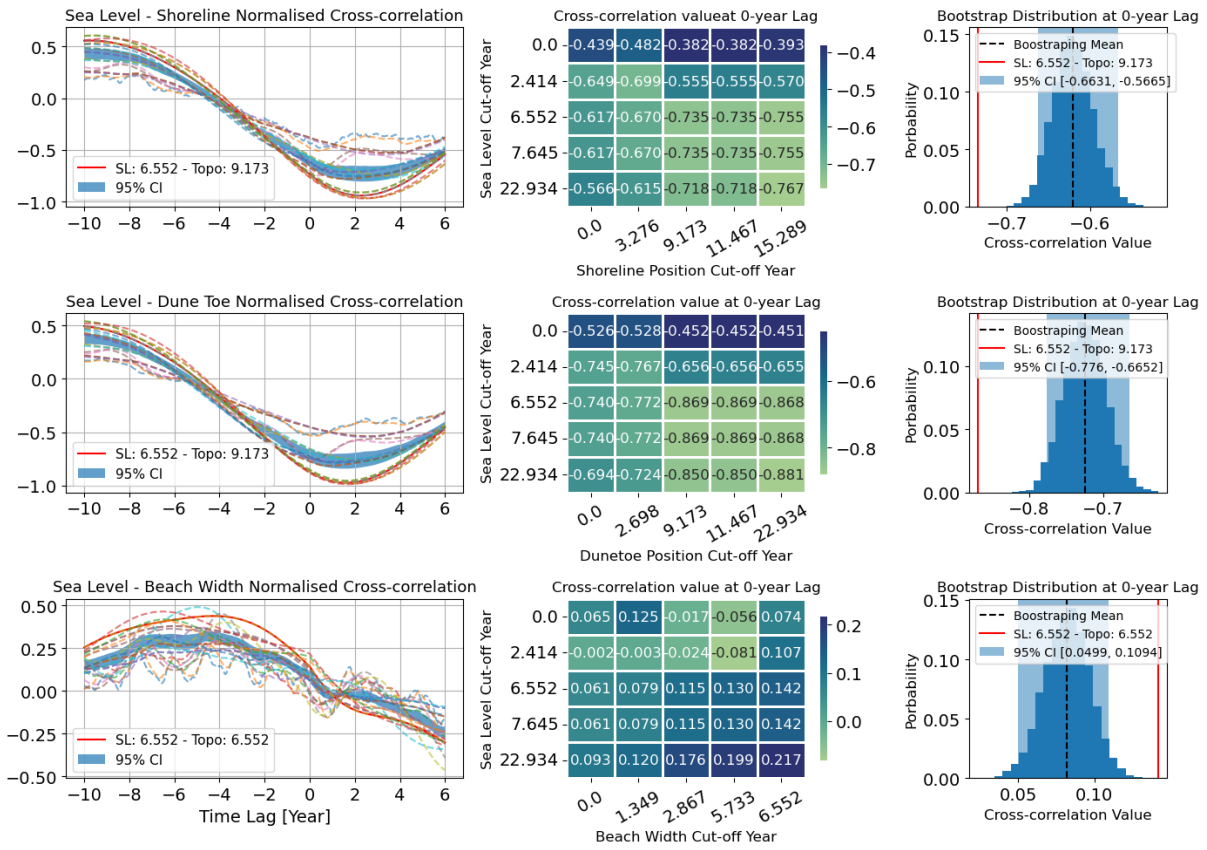 Sea Level - Shoreline Normalised Cross-correlation
0.5
0.0
−0.5
−1.0
SL: 6.552 - Topo: 9.173
95% CI
−10 −8 −6 −4 −2 0 2 4 6
Cross-correlation valueat 0-year Lag
Sea Level Cut-off Year
0.0 -0.439 -0.482 -0.382 -0.382 -0.393
2.414 -0.649 -0.699 -0.555 -0.555 -0.570
6.552 -0.617 -0.670 -0.735 -0.735 -0.755
7.645 -0.617 -0.670 -0.735 -0.735 -0.755
22.934 -0.566 -0.615 -0.718 -0.718 -0.767
0.0 3.276 9.173 11.467 15.289
Shoreline Position Cut-off Year
−0.4
−0.5
−0.6
−0.7
Bootstrap Distribution at 0-year Lag
Porbability
0.15
0.10
0.05
0.00
Boostraping Mean
SL: 6.552 - Topo: 9.173
95% CI [-0.6631, -0.5665]
−0.7 −0.6
Cross-correlation Value
Sea Level - Dune Toe Normalised Cross-correlation
0.5
0.0
−0.5
−1.0
SL: 6.552 - Topo: 9.173
95% CI
−10 −8 −6 −4 −2 0 2 4 6
Cross-correlation value at 0-year Lag
Sea Level Cut-off Year
0.0 -0.526 -0.528 -0.452 -0.452 -0.451
2.414 -0.745 -0.767 -0.656 -0.656 -0.655
6.552 -0.740 -0.772 -0.869 -0.869 -0.868
7.645 -0.740 -0.772 -0.869 -0.869 -0.868
22.934 -0.694 -0.724 -0.850 -0.850 -0.881
0.0 2.698 9.173 11.467 22.934
Dunetoe Position Cut-off Year
−0.6
−0.8
Bootstrap Distribution at 0-year Lag
Porbability
0.10
0.05
0.00
Boostraping Mean
SL: 6.552 - Topo: 9.173
95% CI [-0.776, -0.6652]
−0.8 −0.7
Cross-correlation Value
Sea Level - Beach Width Normalised Cross-correlation
0.50
0.25
0.00
−0.25
−0.50
SL: 6.552 - Topo: 6.552
95% CI
−10 −8 −6 −4 −2 0 2 4 6
Time Lag [Year]
Cross-correlation value at 0-year Lag
Sea Level Cut-off Year
0.0 0.065 0.125 -0.017 -0.056 0.074
2.414 -0.002 -0.003 -0.024 -0.081 0.107
6.552 0.061 0.079 0.115 0.130 0.142
7.645 0.061 0.079 0.115 0.130 0.142
22.934 0.093 0.120 0.176 0.199 0.217
0.0 1.349 2.867 5.733 6.552
Beach Width Cut-off Year
0.2
0.1
0.0
Bootstrap Distribution at 0-year Lag
Porbability
0.15
0.10
0.05
0.00
Boostraping Mean
SL: 6.552 - Topo: 6.552
95% CI [0.0499, 0.1094]
0.05 0.10
Cross-correlation Value